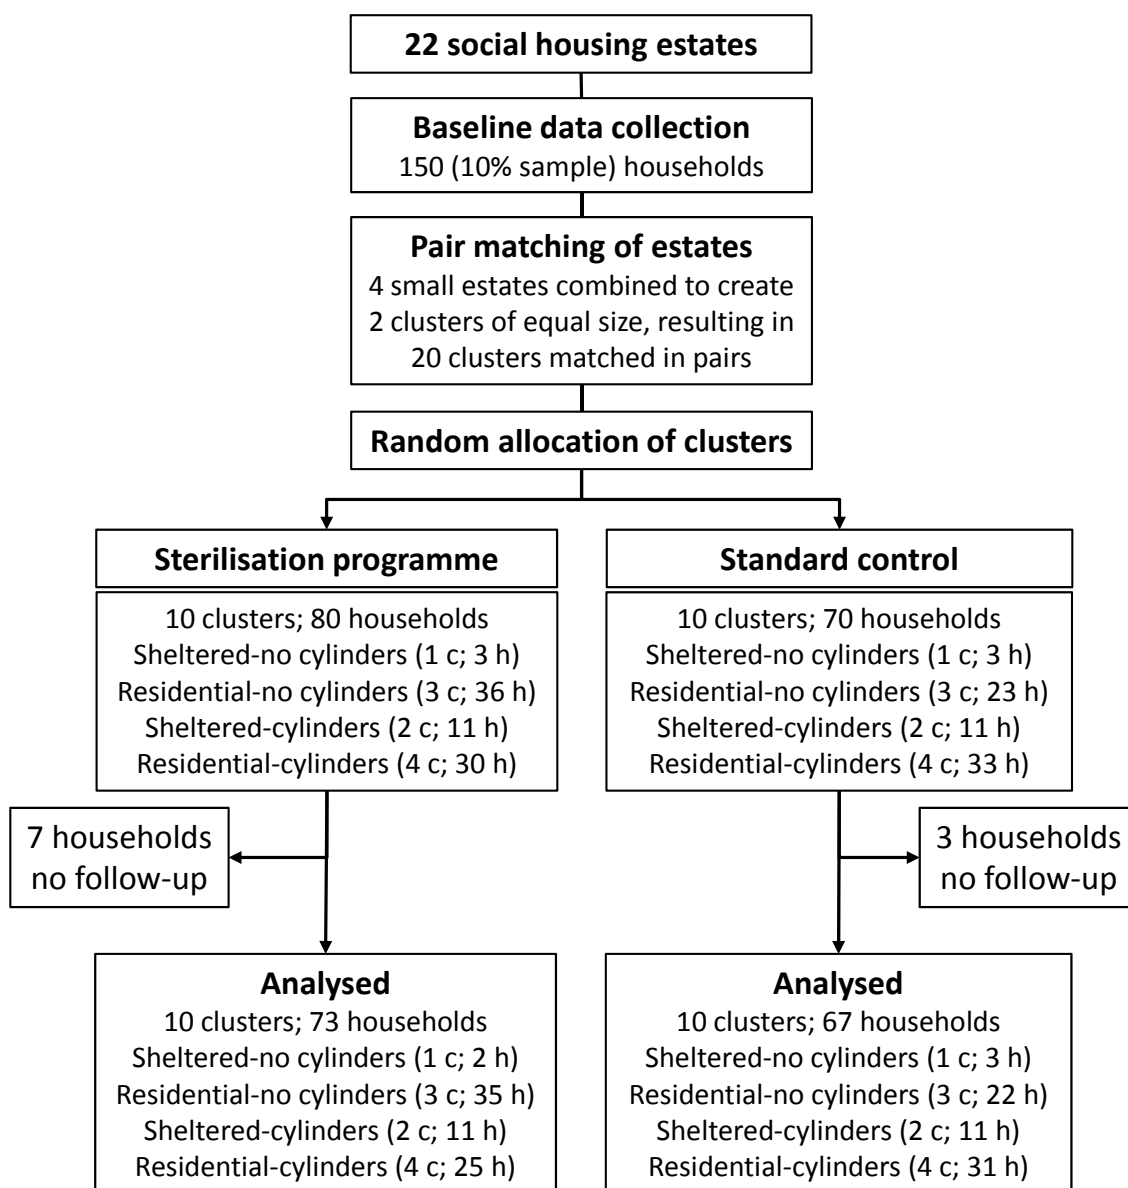 22 social housing estates
Baseline data collection
150 (10% sample) households
Pair matching of estates
4 small estates combined to create
2 clusters of equal size, resulting in
20 clusters matched in pairs
Random allocation of clusters
Sterilisation programme
10 clusters; 80 households
Sheltered-no cylinders (1 c; 3 h)
Residential-no cylinders (3 c; 36 h)
Sheltered-cylinders (2 c; 11 h)
Residential-cylinders (4 c; 30 h)
Standard control
10 clusters; 70 households
Sheltered-no cylinders (1 c; 3 h)
Residential-no cylinders (3 c; 23 h)
Sheltered-cylinders (2 c; 11 h)
Residential-cylinders (4 c; 33 h)
7 households
no follow-up
3 households
no follow-up
Analysed
10 clusters; 73 households
Sheltered-no cylinders (1 c; 2 h)
Residential-no cylinders (3 c; 35 h)
Sheltered-cylinders (2 c; 11 h)
Residential-cylinders (4 c; 25 h)
Analysed
10 clusters; 67 households
Sheltered-no cylinders (1 c; 3 h)
Residential-no cylinders (3 c; 22 h)
Sheltered-cylinders (2 c; 11 h)
Residential-cylinders (4 c; 31 h)